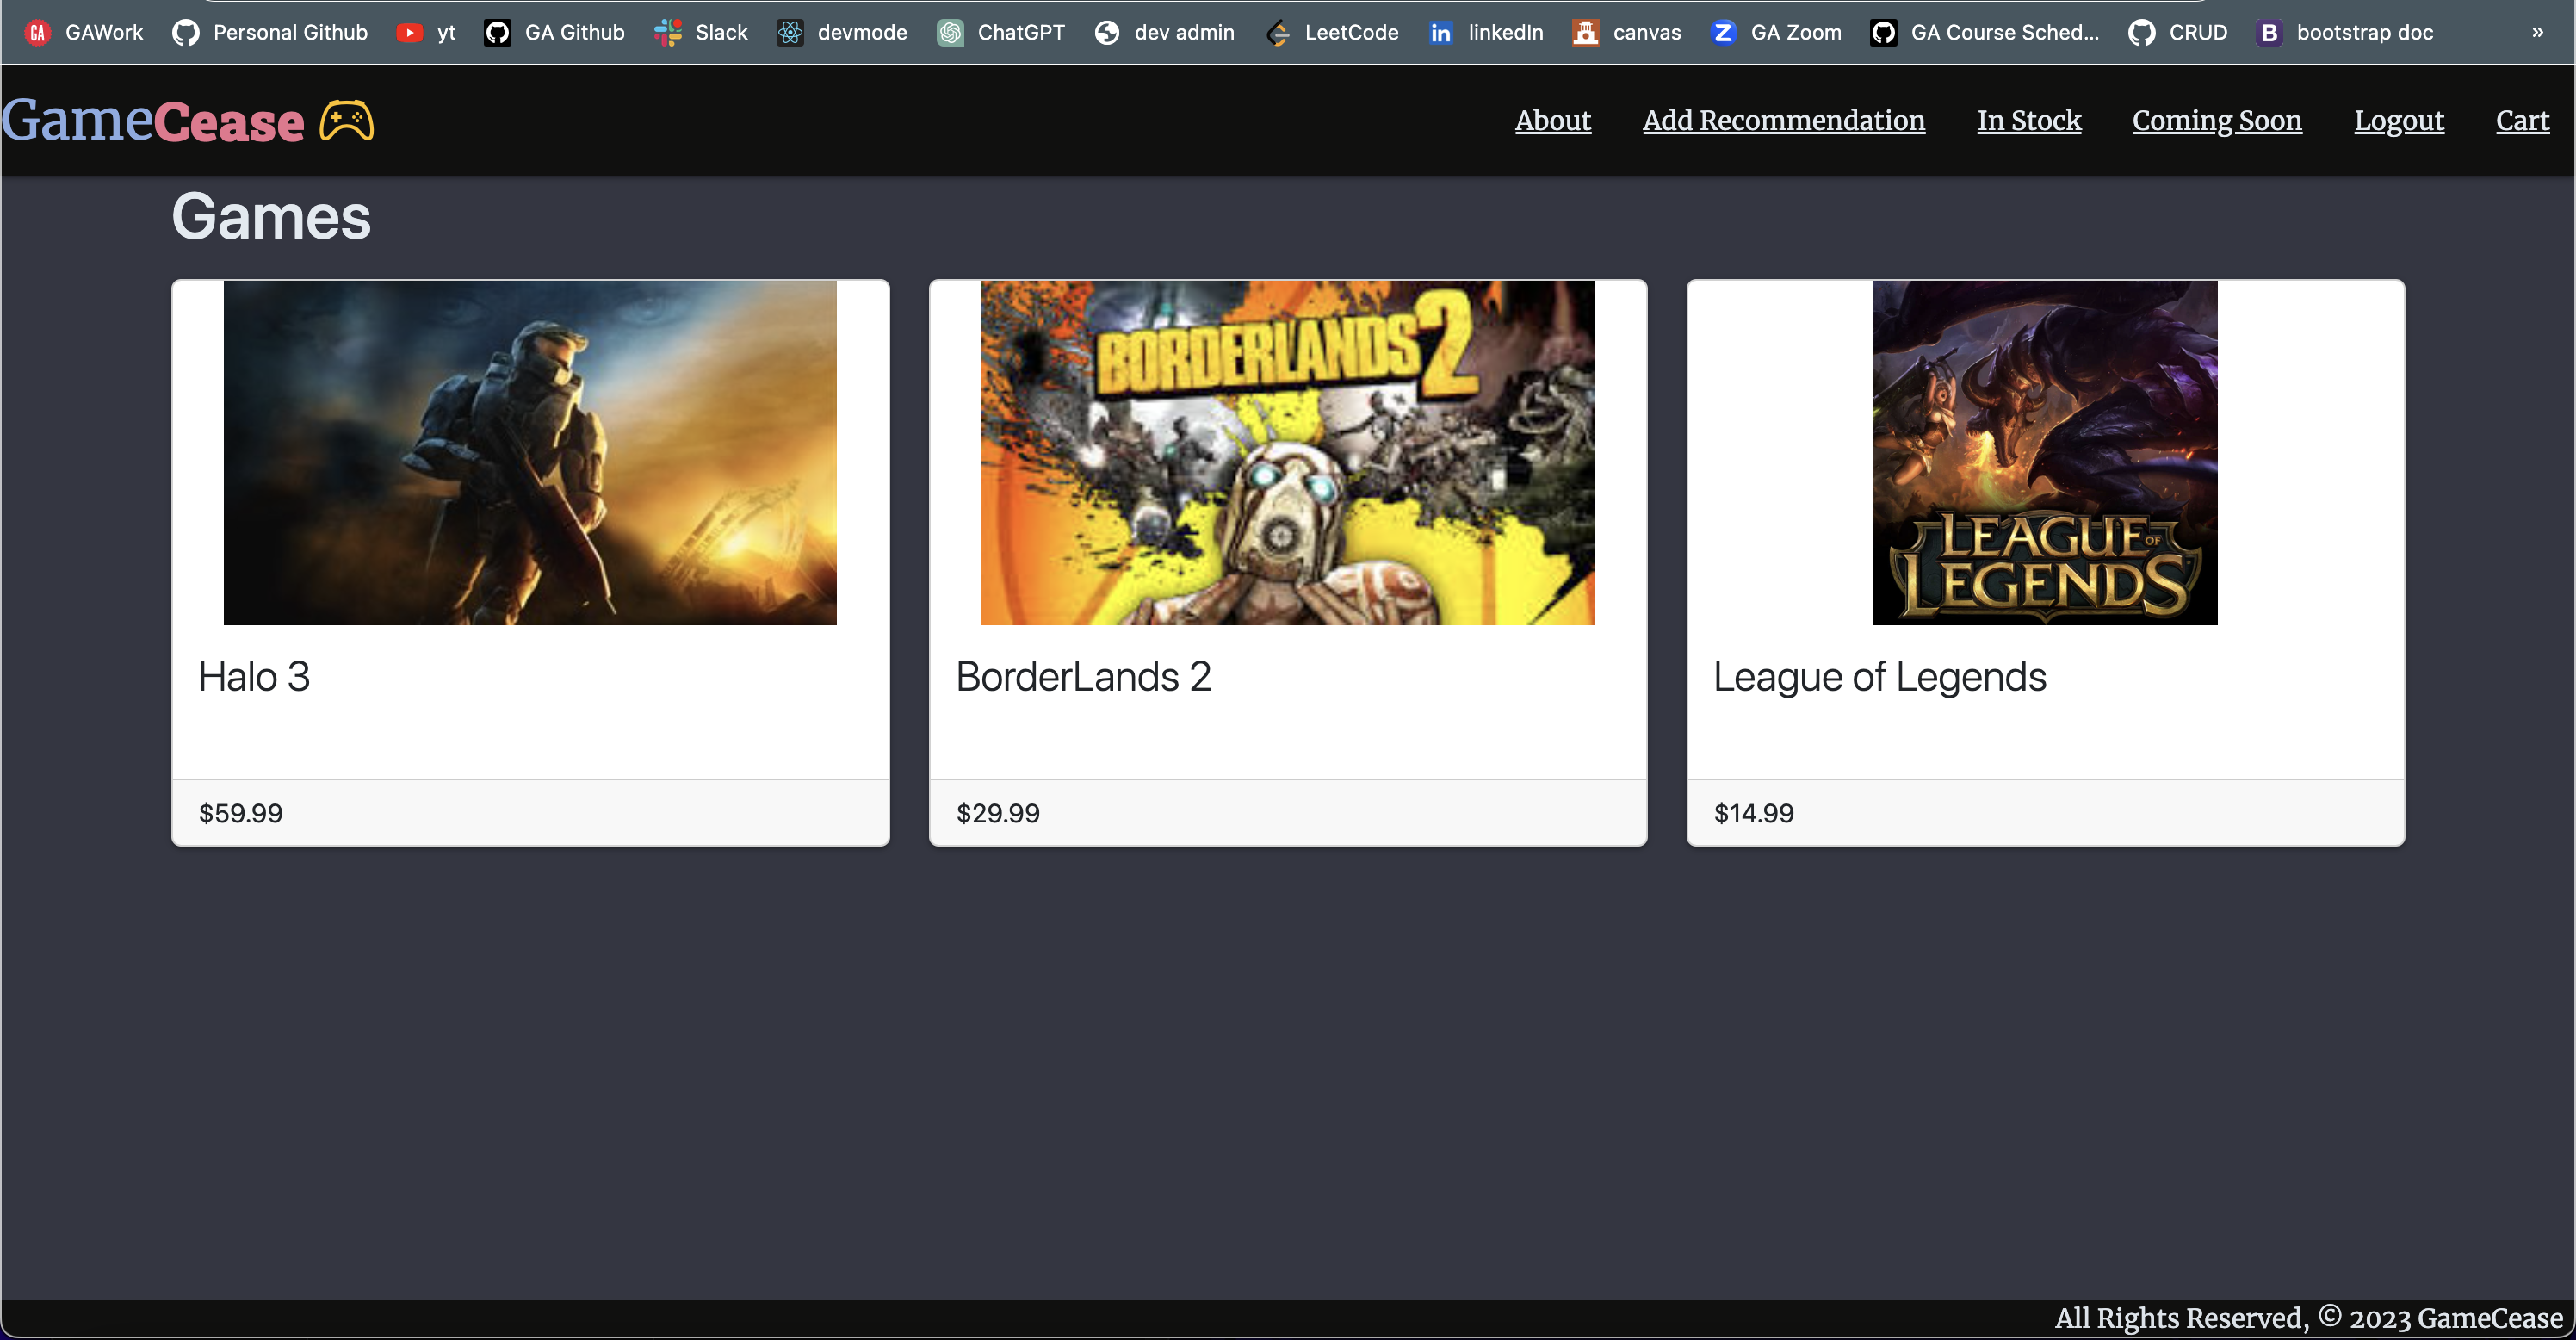 GA GAWork Personal Github yt GA Github Slack devmode ChatGPT dev admin LeetCode in linkedIn canvas Z GA Zoom GA Course Sched... CRUD B bootstrap doc »
GameCease About Add Recommendation In Stock Coming Soon Logout Cart
Games
BORDERLANDS 2
LEAGUE OF
LEGENDS
Halo 3 BorderLands 2 League of Legends
$59.99 $29.99 $14.99
All Rights Reserved, © 2023 GameCease